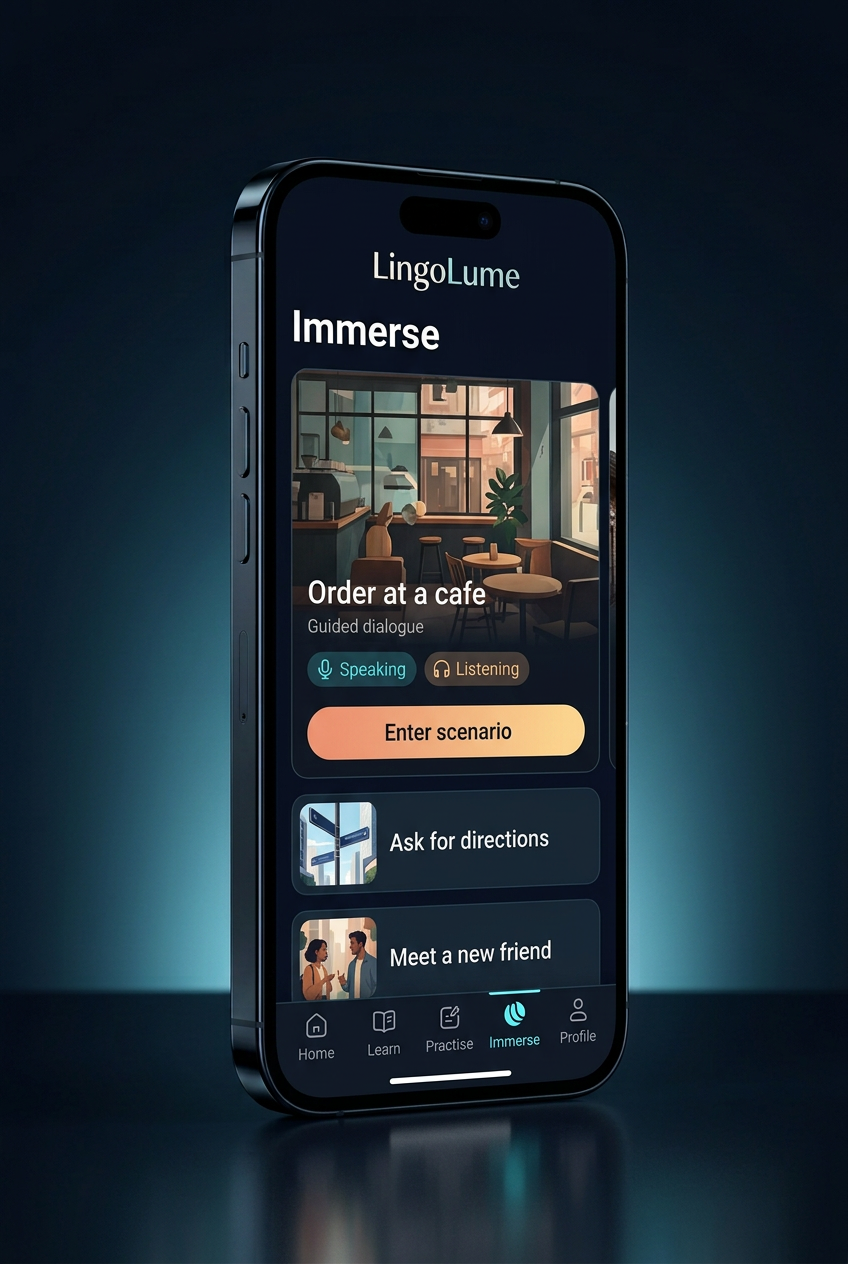 LingoLume
Immerse
Order at a cafe
Guided dialogue
Speaking
Listening
Enter scenario
Ask for directions
Meet a new friend
Home
Learn
Practise
Immerse
Profile